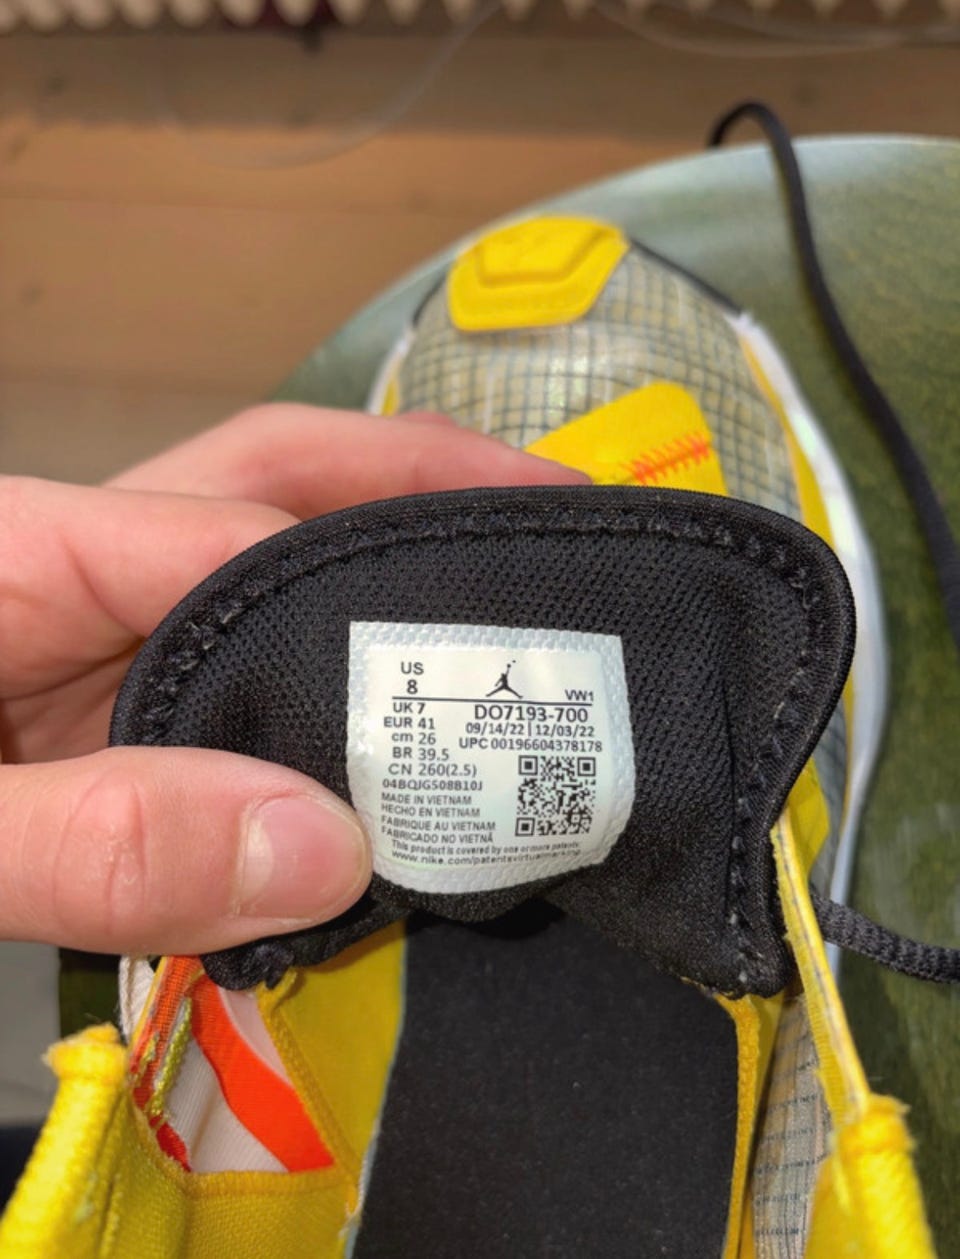 US
8
VW1
UK 7
DO7193-700
EUR 41
09/14/22 | 12/03/22
cm 26
UPC 00196604378178
BR 39.5
CN 260(2.5)
04BQJG508B10J
MADE IN VIETNAM
HECHO EN VIETNAM
FABRIQUE AU VIETNAM
FABRICADO NO VIETNÃ
This product is covered by one or more patents.
www.nike.com/patentsvirtualmarking